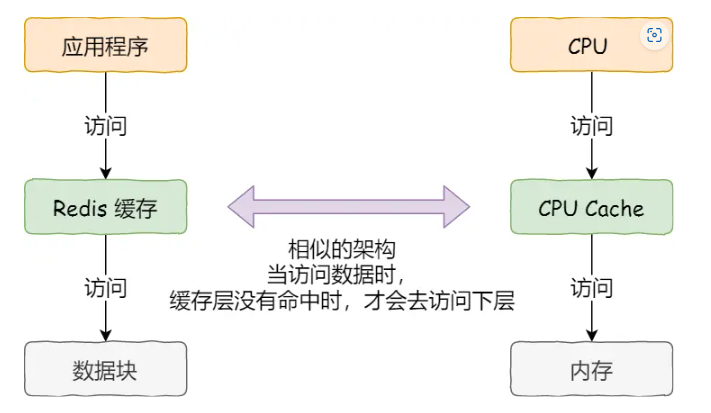 应用程序
CPU
访问
访问
Redis 缓存
CPU Cache
相似的架构
当访问数据时，
缓存层没有命中时，才会去访问下层
访问
访问
数据块
内存